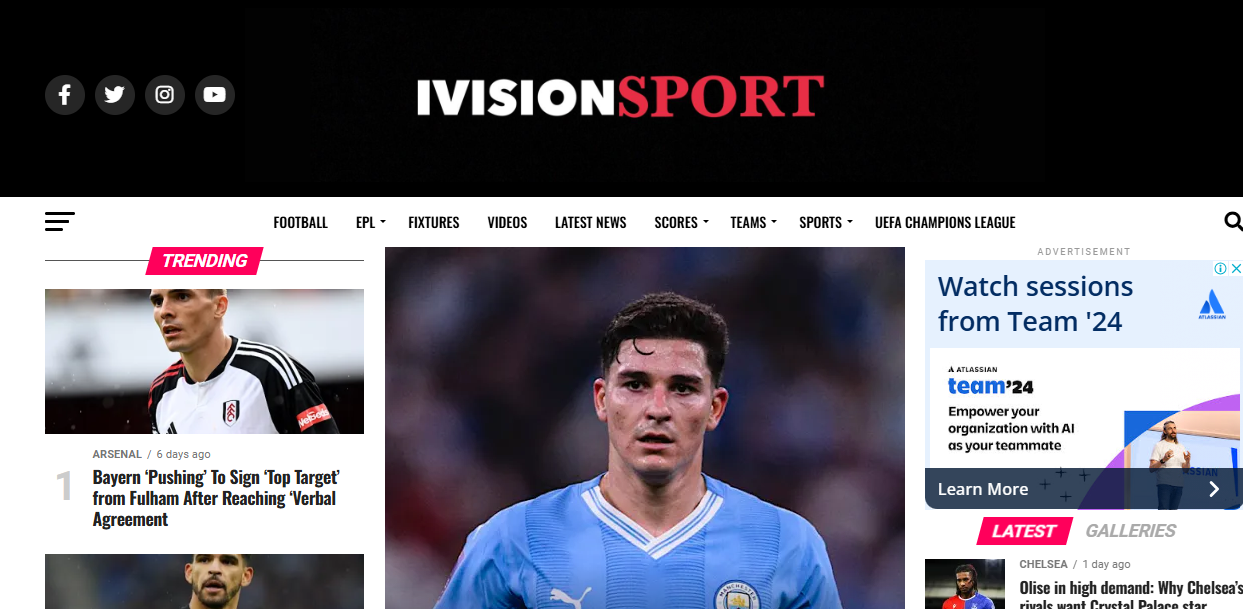 IVISIONSPORT
FOOTBALL EPL FIXTURES VIDEOS LATEST NEWS SCORES TEAMS SPORTS UEFA CHAMPIONS LEAGUE
TRENDING
ARSENAL / 6 days ago
1
Bayern ‘Pushing’ To Sign ‘Top Target’
from Fulham After Reaching ‘Verbal
Agreement
MANCHESTER
ADVERTISEMENT
Watch sessions
from Team '24
ATLASSIAN
ATLASSIAN
team’24
Empower your
organization with AI
as your teammate
Learn More
LATEST GALLERIES
CHELSEA / 1 day ago
Olise in high demand: Why Chelsea’s
rivals want Crystal Palace star